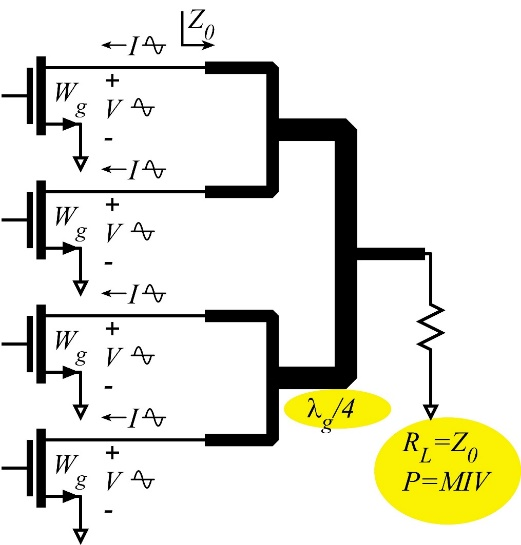 Z0
I
+
Wg
V
-
I
+
Wg
V
-
I
+
Wg
V
-
λg/4
I
+
Wg
V
-
RL=Z0
P=MIV